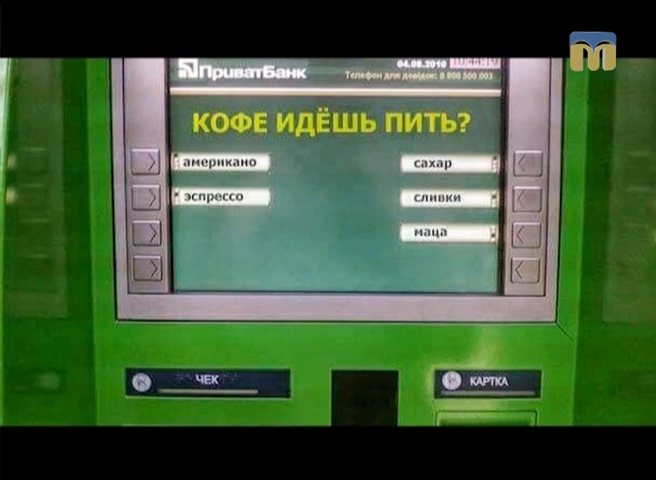 ПриватБанк
04.08.2010
Телефон для довідок: 8 800 500 003
КОФЕ ИДЁШЬ ПИТЬ?
американо
эспрессо
сахар
сливки
маца
ЧЕК
КАРТКА